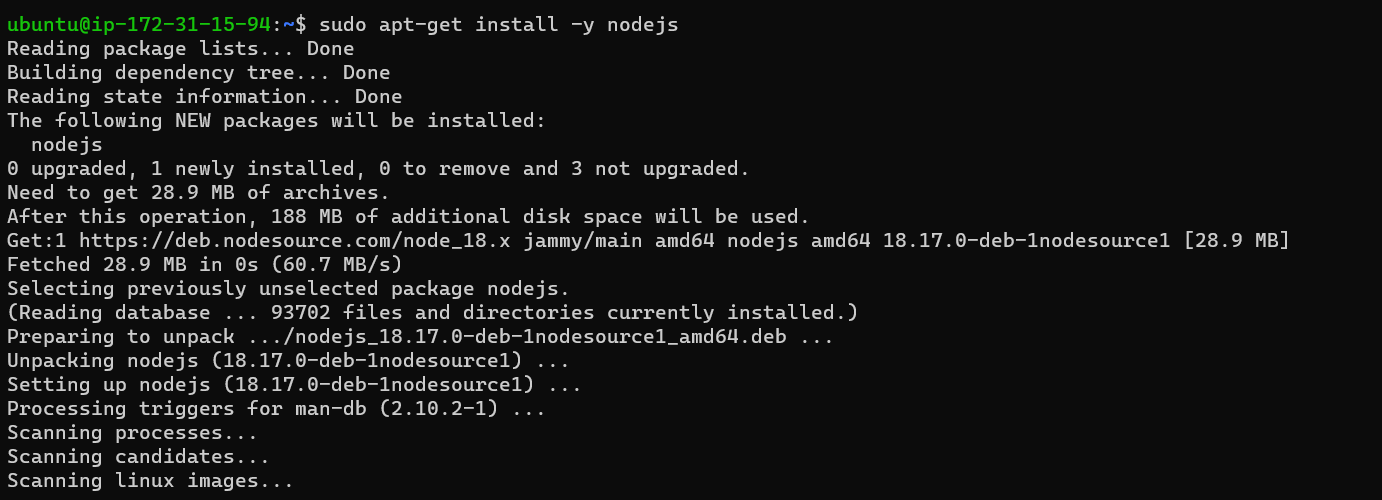 ubuntu@ip-172-31-15-94:~$ sudo apt-get install -y nodejs
Reading package lists... Done
Building dependency tree... Done
Reading state information... Done
The following NEW packages will be installed:
  nodejs
0 upgraded, 1 newly installed, 0 to remove and 3 not upgraded.
Need to get 28.9 MB of archives.
After this operation, 188 MB of additional disk space will be used.
Get:1 https://deb.nodesource.com/node_18.x jammy/main amd64 nodejs amd64 18.17.0-deb-1nodesource1 [28.9 MB]
Fetched 28.9 MB in 0s (60.7 MB/s)
Selecting previously unselected package nodejs.
(Reading database ... 93702 files and directories currently installed.)
Preparing to unpack .../nodejs_18.17.0-deb-1nodesource1_amd64.deb ...
Unpacking nodejs (18.17.0-deb-1nodesource1) ...
Setting up nodejs (18.17.0-deb-1nodesource1) ...
Processing triggers for man-db (2.10.2-1) ...
Scanning processes...
Scanning candidates...
Scanning linux images...